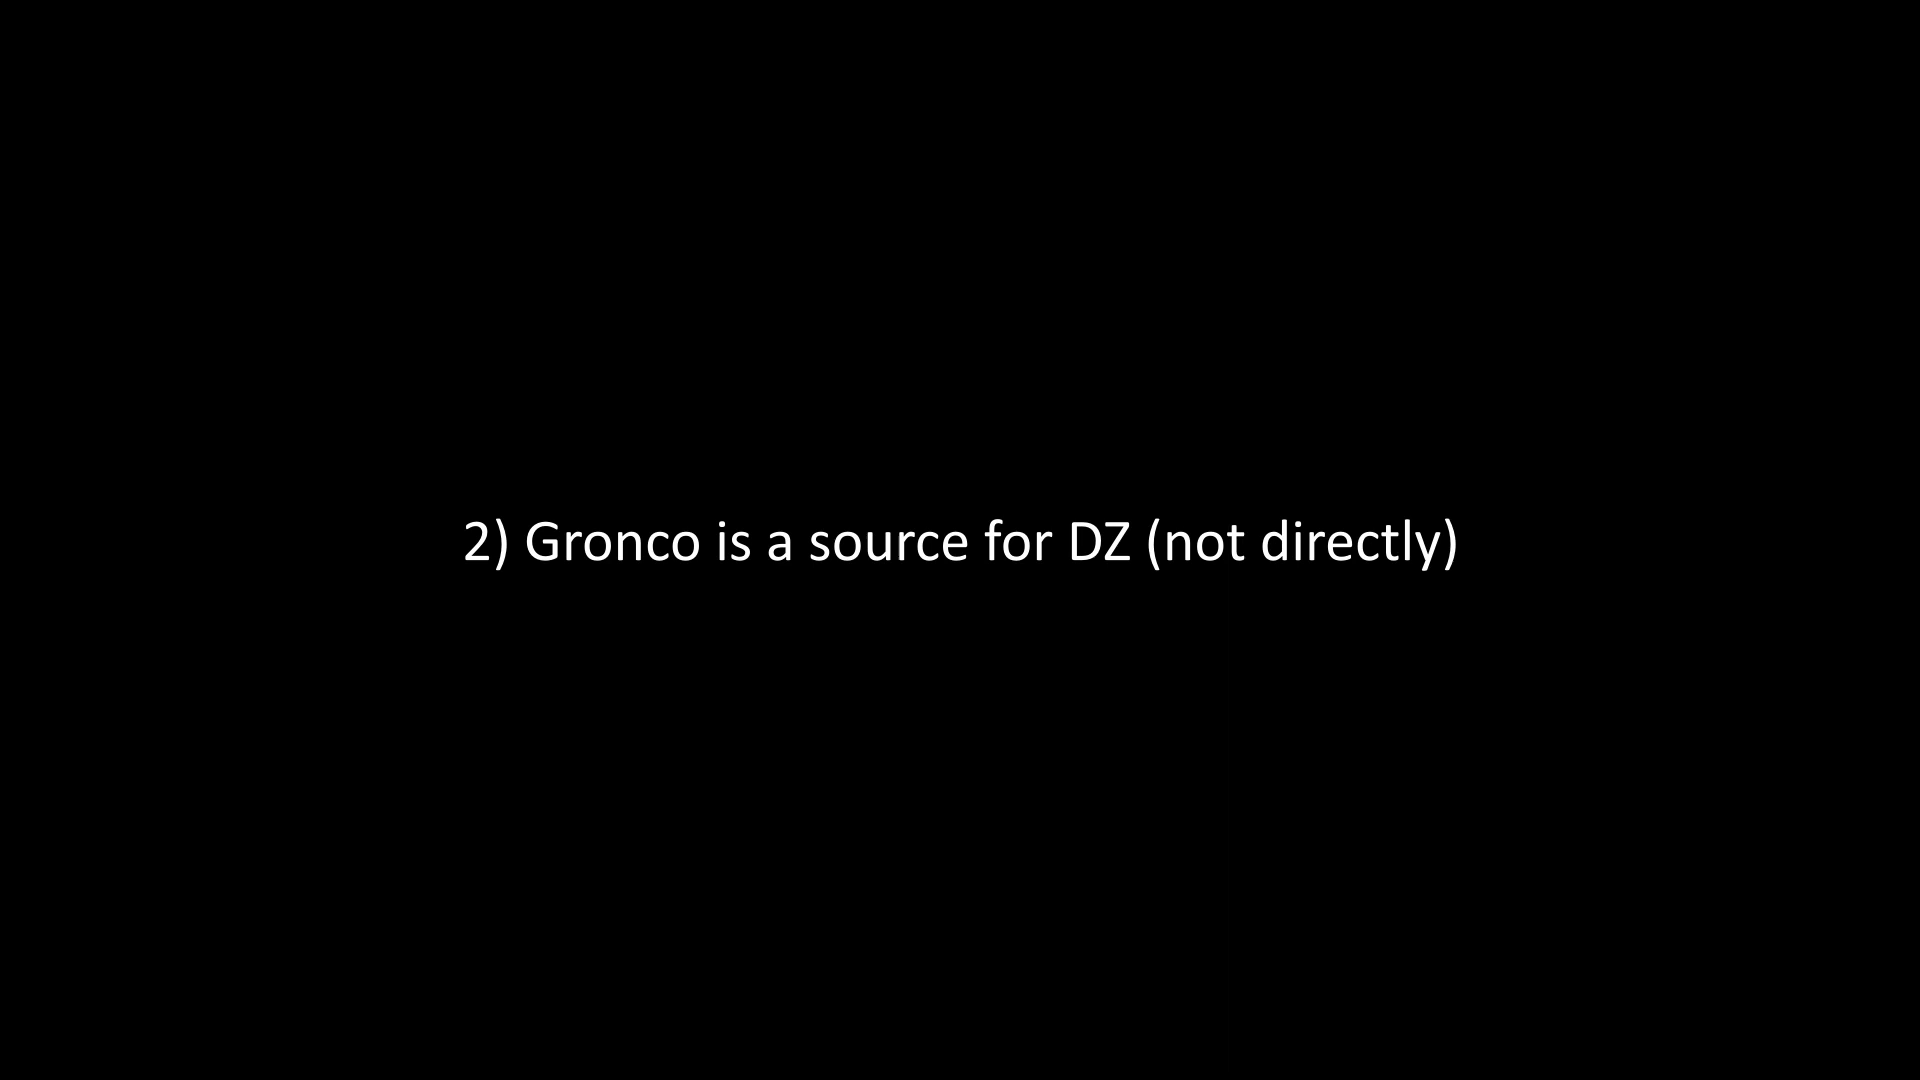 2) Gronco is a source for DZ (not directly)